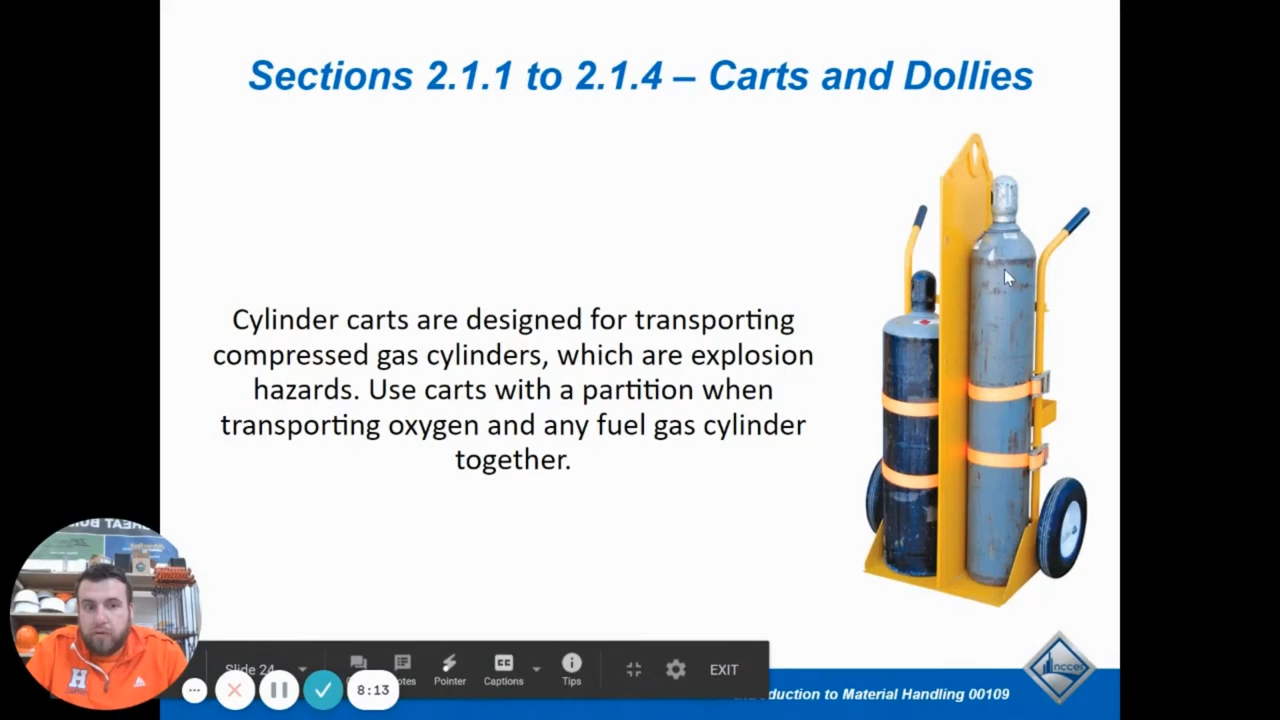 Sections 2.1.1 to 2.1.4 – Carts and Dollies
Cylinder carts are designed for transporting
compressed gas cylinders, which are explosion
hazards. Use carts with a partition when
transporting oxygen and any fuel gas cylinder
together.
H
Slide 24
Pointer
Captions
Tips
EXIT
8:13
to Material Handling 00109
nccer